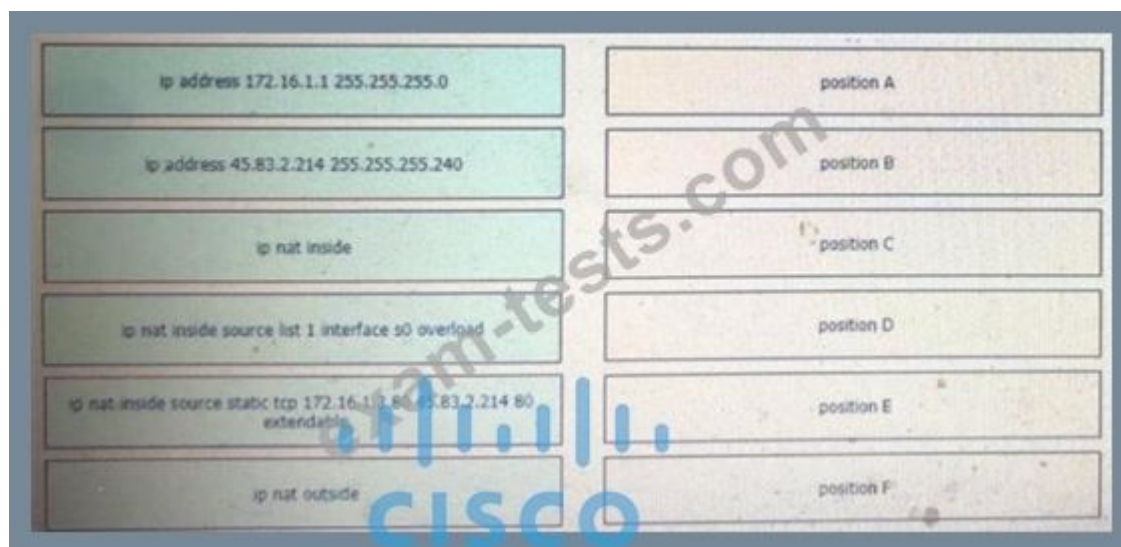 ip address 172.16.1.1 255.255.255.0
position A
ip address 45.83.2.214 255.255.255.240
position B
ip nat inside
position C
ip nat inside source list 1 interface s0 overload
position D
ip nat inside source static tcp 172.16.1.2 80 45.83.2.214 80
extendable
position E
ip nat outside
position F
exam-tests.com
CISCO